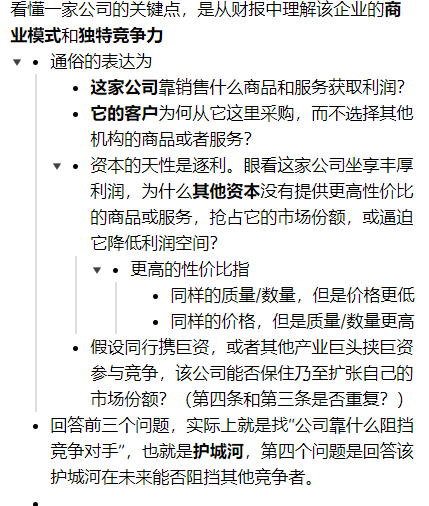 看懂一家公司的关键点，是从财报中理解该企业的商
业模式和独特竞争力
通俗的表达为
这家公司靠销售什么商品和服务获取利润？
它的客户为何从它这里采购，而不选择其他
机构的商品或者服务？
资本的天性是逐利。眼看这家公司坐享丰厚
利润，为什么其他资本没有提供更高性价比
的商品或服务，抢占它的市场份额，或逼迫
它降低利润空间？
更高的性价比指
同样的质量/数量，但是价格更低
同样的价格，但是质量/数量更高
假设同行携巨资，或者其他产业巨头挟巨资
参与竞争，该公司能否保住乃至扩张自己的
市场份额？（第四条和第三条是否重复？）
回答前三个问题，实际上就是找“公司靠什么阻挡
竞争对手”，也就是护城河，第四个问题是回答该
护城河在未来能否阻挡其他竞争者。